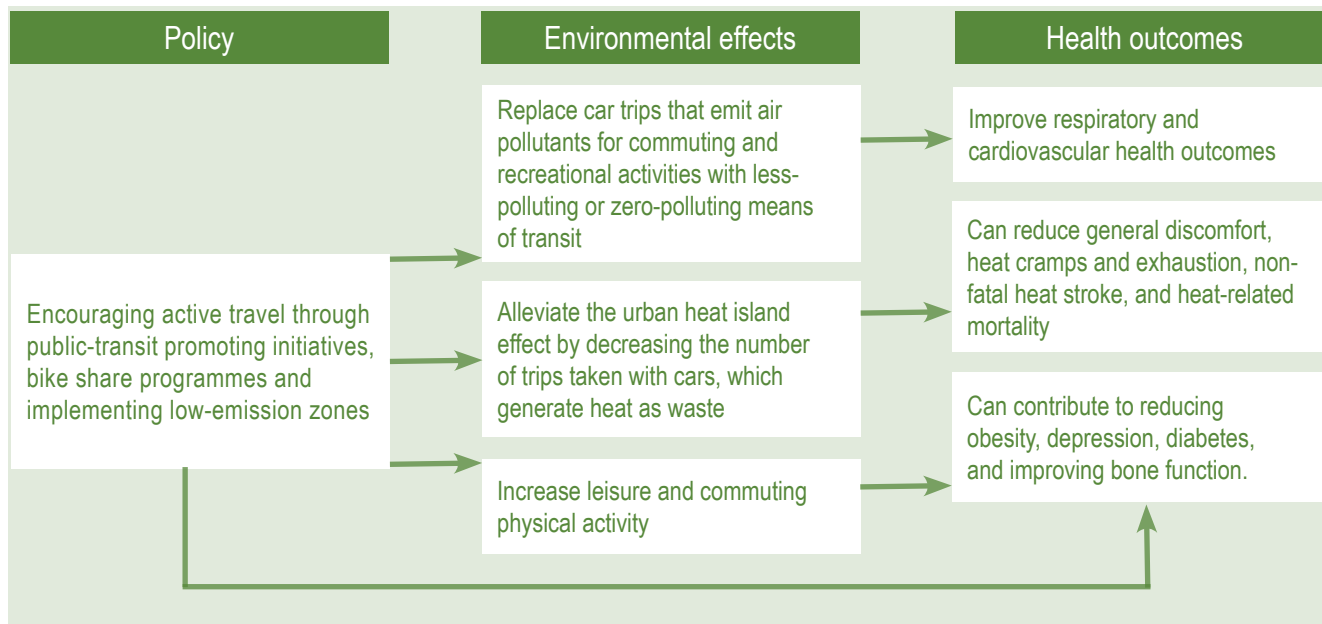 Policy
Environmental effects
Health outcomes
Encouraging active travel through
public-transit promoting initiatives,
bike share programmes and
implementing low-emission zones
Replace car trips that emit air
pollutants for commuting and
recreational activities with less-
polluting or zero-polluting means
of transit
Alleviate the urban heat island
effect by decreasing the number
of trips taken with cars, which
generate heat as waste
Increase leisure and commuting
physical activity
Improve respiratory and
cardiovascular health outcomes
Can reduce general discomfort,
heat cramps and exhaustion, non-
fatal heat stroke, and heat-related
mortality
Can contribute to reducing
obesity, depression, diabetes,
and improving bone function.